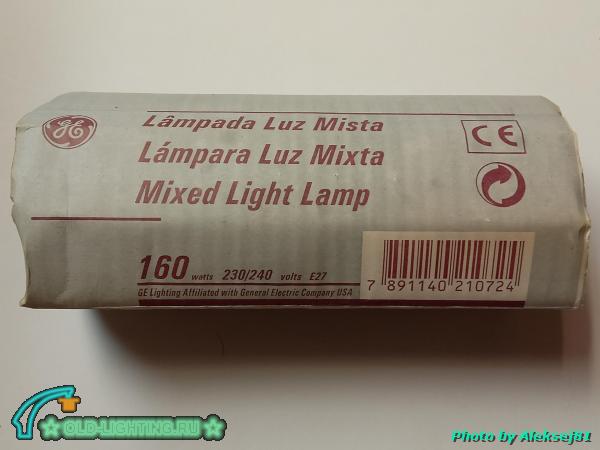 GE
Lâmpada Luz Mista
Lámpara Luz Mixta
Mixed Light Lamp
CE
160 watts 230/240 volts E27
GE Lighting Affiliated with General Electric Company USA
7 891140 210724
OLD-LIGHTING.RU
Photo by Aleksej81